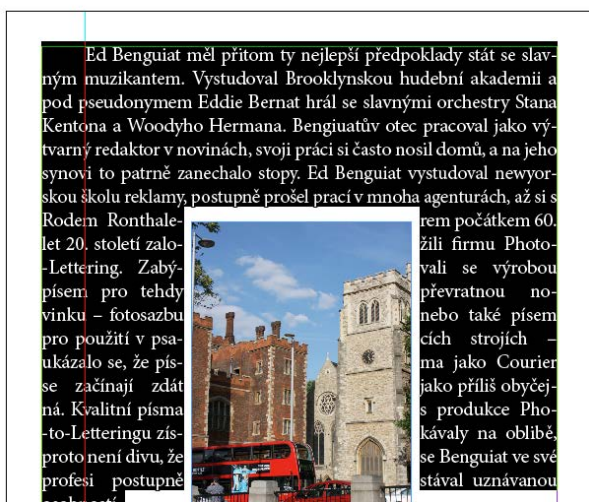 Ed Benguiat měl přitom ty nejlepší předpoklady stát se slav-
ným muzikantem. Vystudoval Brooklynskou hudební akademii a
pod pseudonymem Eddie Bernat hrál se slavnými orchestry Stana
Kentona a Woodyho Hermana. Bengiuatův otec pracoval jako vý-
tvarný redaktor v novinách, svoji práci si často nosil domů, a na jeho
synovi to patrně zanechalo stopy. Ed Benguiat vystudoval newyor-
skou školu reklamy, postupně prošel prací v mnoha agenturách, až si s
Rodem Ronthale- rem počátkem 60.
let 20. století zalo- žili firmu Photo-
-Lettering. Zabý- vali se výrobou
písem pro tehdy převratnou no-
vinku – fotosazbu nebo také písem
pro použití v psa- cích strojích –
ukázalo se, že pís- ma jako Courier
se začínají zdát jako příliš obyčej-
ná. Kvalitní písma s produkce Pho-
-to-Letteringu zís- kávaly na oblibě,
proto není divu, že se Benguiat ve své
profesi postupně stával uznávanou